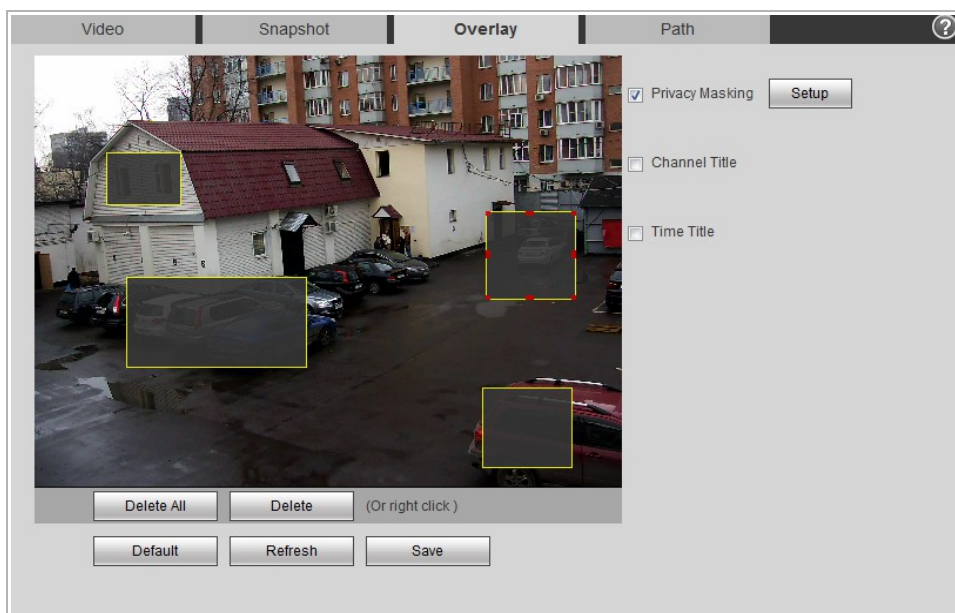 Video Snapshot Overlay Path ?
Privacy Masking Setup
Channel Title
Time Title
Delete All Delete (Or right click )
Default Refresh Save